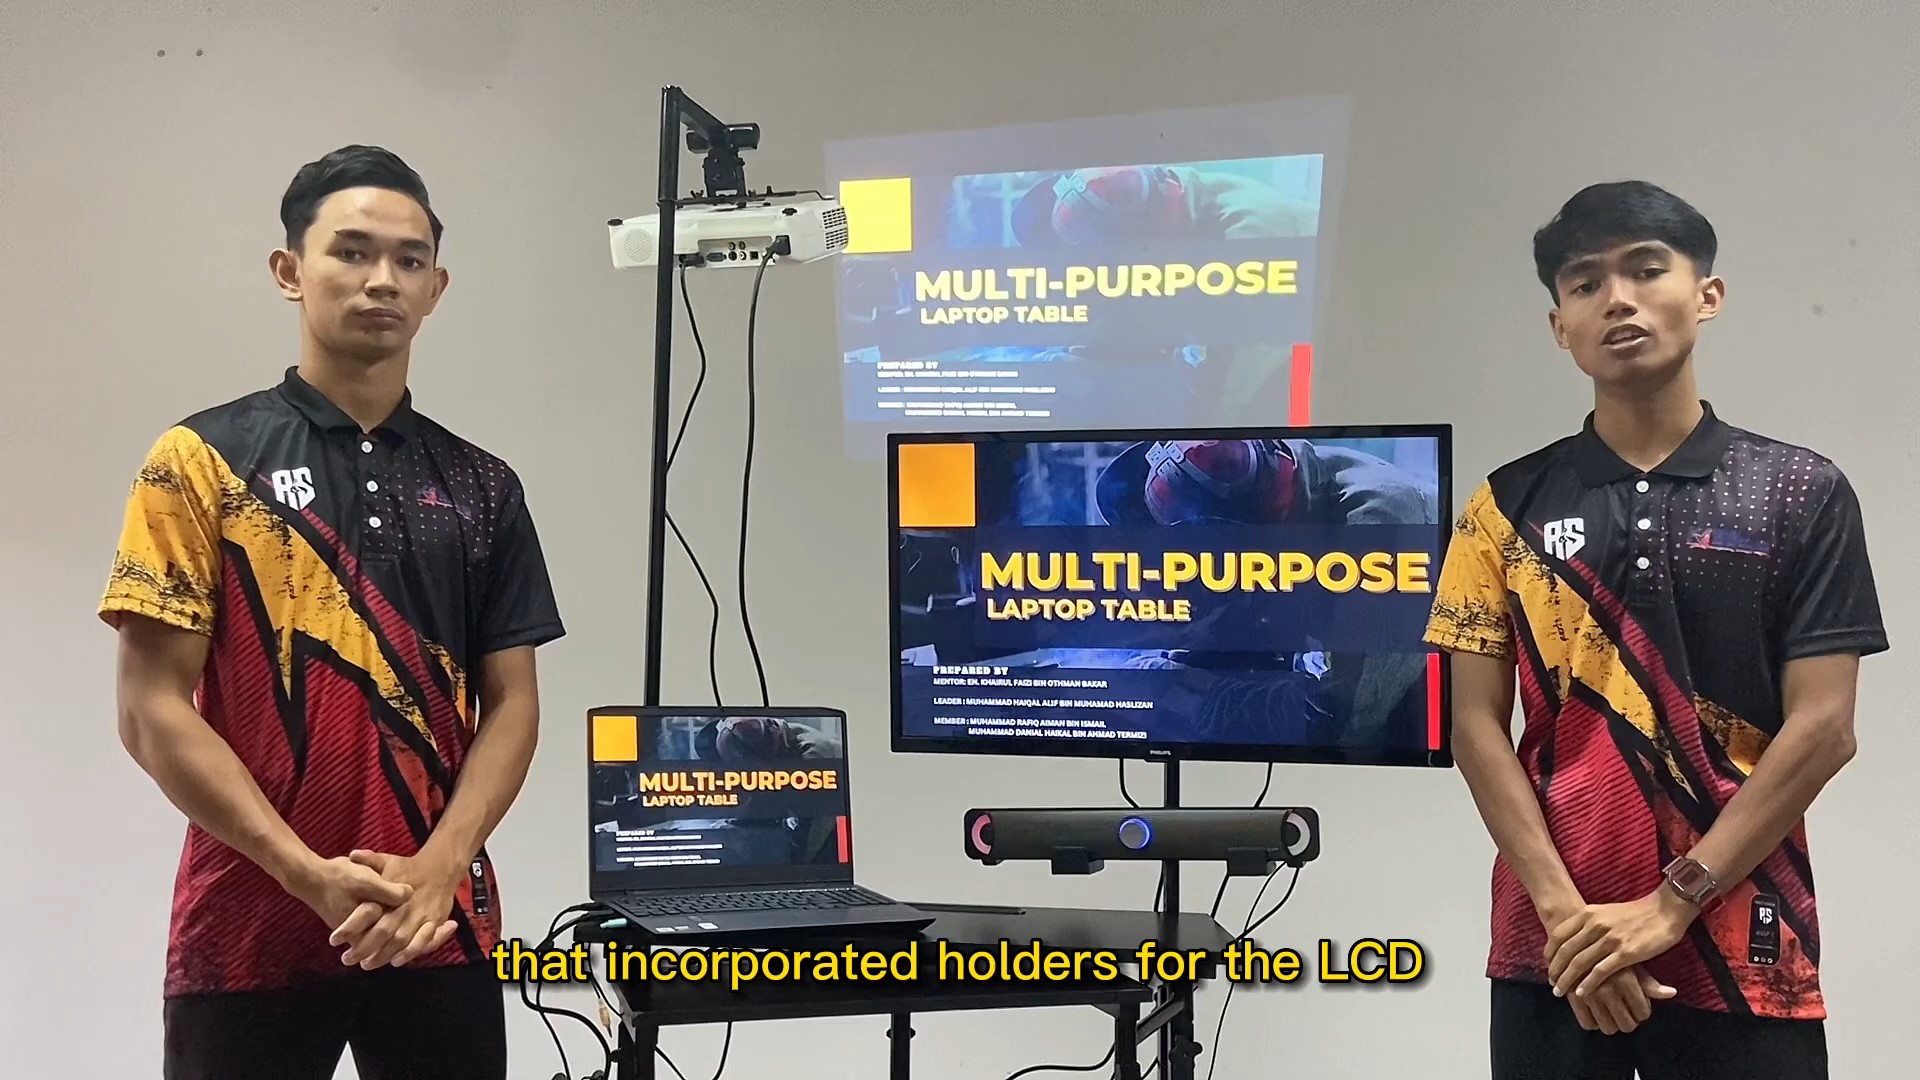 MULTI-PURPOSE
LAPTOP TABLE
PREPARED BY
MULTI-PURPOSE
LAPTOP TABLE
PREPARED BY
MENTOR: EN. KHAIRUL FAIZI BIN OTHMAN BAKAR
LEADER : MUHAMMAD HAIQAL ALIF BIN MUHAMAD HASLIZAN
MEMBER : MUHAMMAD RAFIQ AIMAN BIN ISMAIL
MUHAMMAD DANIAL HAIKAL BIN AHMAD TERMIZI
PHILIPS
MULTI-PURPOSE
LAPTOP TABLE
PREPARED BY
that incorporated holders for the LCD